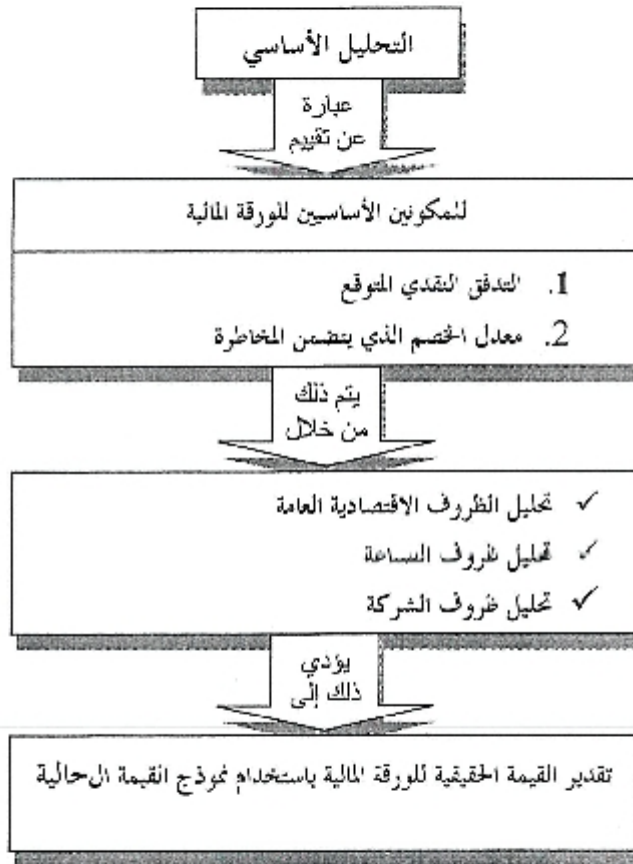 التحليل الأساسي
عبارة
عن تقييم
للمكونين الأساسيين للورقة المالية
1. التدفق النقدي المتوقع
2. معدل الخصم الذي يتضمن المخاطرة
يتم ذلك
من خلال
✓ تحليل الظروف الاقتصادية العامة
✓ تحليل ظروف الصناعة
✓ تحليل ظروف الشركة
يؤدي
ذلك إلى
تقدير القيمة الحقيقية للورقة المالية باستخدام نموذج القيمة الحالية